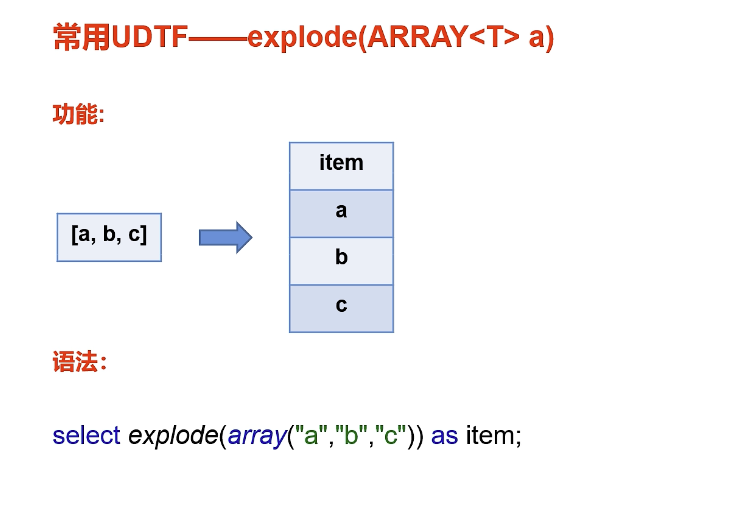 常用UDTF——explode(ARRAY<T> a)
功能:
item
a
[a, b, c]
b
c
语法：
select explode(array("a","b","c")) as item;